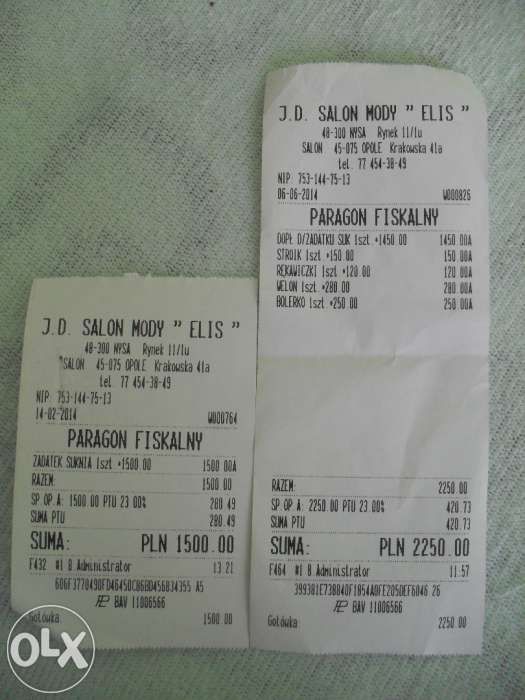 J.D. SALON MODY " ELIS "
48-300 NYSA Rynek 11/1u
SALON 45-075 OPOLE Krakowska 41a
tel. 77 454-38-49
NIP: 753-144-75-13
14-02-2014 W000764
PARAGON FISKALNY
ZADATEK SUKNIA 1szt *1500.00 1500.00A
RAZEM: 1500.00
SP OP.A: 1500.00 PTU 23.00% 280.49
SUMA PTU 280.49
SUMA: PLN 1500.00
F432 #1 B Administrator 13:21
BAV 11006566
Gotówka 1500.00
J.D. SALON MODY " ELIS "
48-300 NYSA Rynek 11/1u
SALON 45-075 OPOLE Krakowska 41a
tel. 77 454-38-49
NIP: 753-144-75-13
06-06-2014 W000826
PARAGON FISKALNY
DOPŁ D/ZADATKU SUK 1szt *1450.00 1450.00A
STROIK 1szt *150.00 150.00A
RĘKAWICZKI 1szt *120.00 120.00A
WELON 1szt *280.00 280.00A
BOLERKO 1szt *250.00 250.00A
RAZEM: 2250.00
SP OP.A: 2250.00 PTU 23.00% 420.73
SUMA PTU 420.73
SUMA: PLN 2250.00
F464 #1 B Administrator 11:57
BAV 11006566
Gotówka 2250.00
OLX